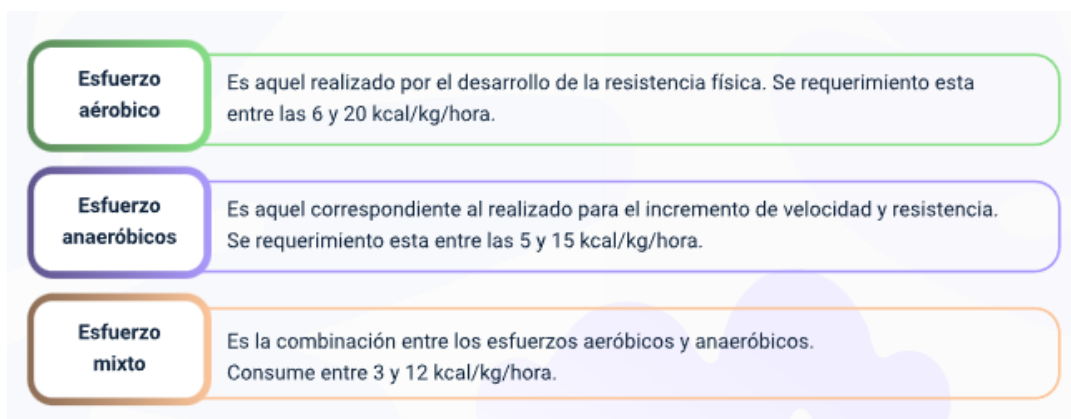 Esfuerzo
aérobico
Es aquel realizado por el desarrollo de la resistencia física. Se requerimiento esta
entre las 6 y 20 kcal/kg/hora.
Esfuerzo
anaeróbicos
Es aquel correspondiente al realizado para el incremento de velocidad y resistencia.
Se requerimiento esta entre las 5 y 15 kcal/kg/hora.
Esfuerzo
mixto
Es la combinación entre los esfuerzos aeróbicos y anaeróbicos.
Consume entre 3 y 12 kcal/kg/hora.